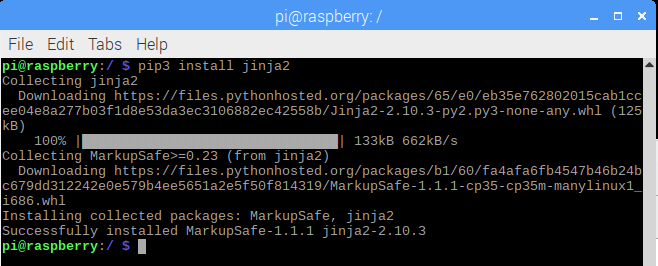 pi@raspberry: /
File Edit Tabs Help
pi@raspberry:/ $ pip3 install jinja2
Collecting jinja2
  Downloading https://files.pythonhosted.org/packages/65/e0/eb35e762802015cab1cc
ee04e8a277b03f1d8e53da3ec3106882ec42558b/Jinja2-2.10.3-py2.py3-none-any.whl (125
kB)
    100% |████████████████████████████████| 133kB 662kB/s
Collecting MarkupSafe>=0.23 (from jinja2)
  Downloading https://files.pythonhosted.org/packages/b1/60/fa4afa6fb4547b46b24b
c679dd312242e0e579b4ee5651a2e5f50f814319/MarkupSafe-1.1.1-cp35-cp35m-manylinux1_
i686.whl
Installing collected packages: MarkupSafe, jinja2
Successfully installed MarkupSafe-1.1.1 jinja2-2.10.3
pi@raspberry:/ $